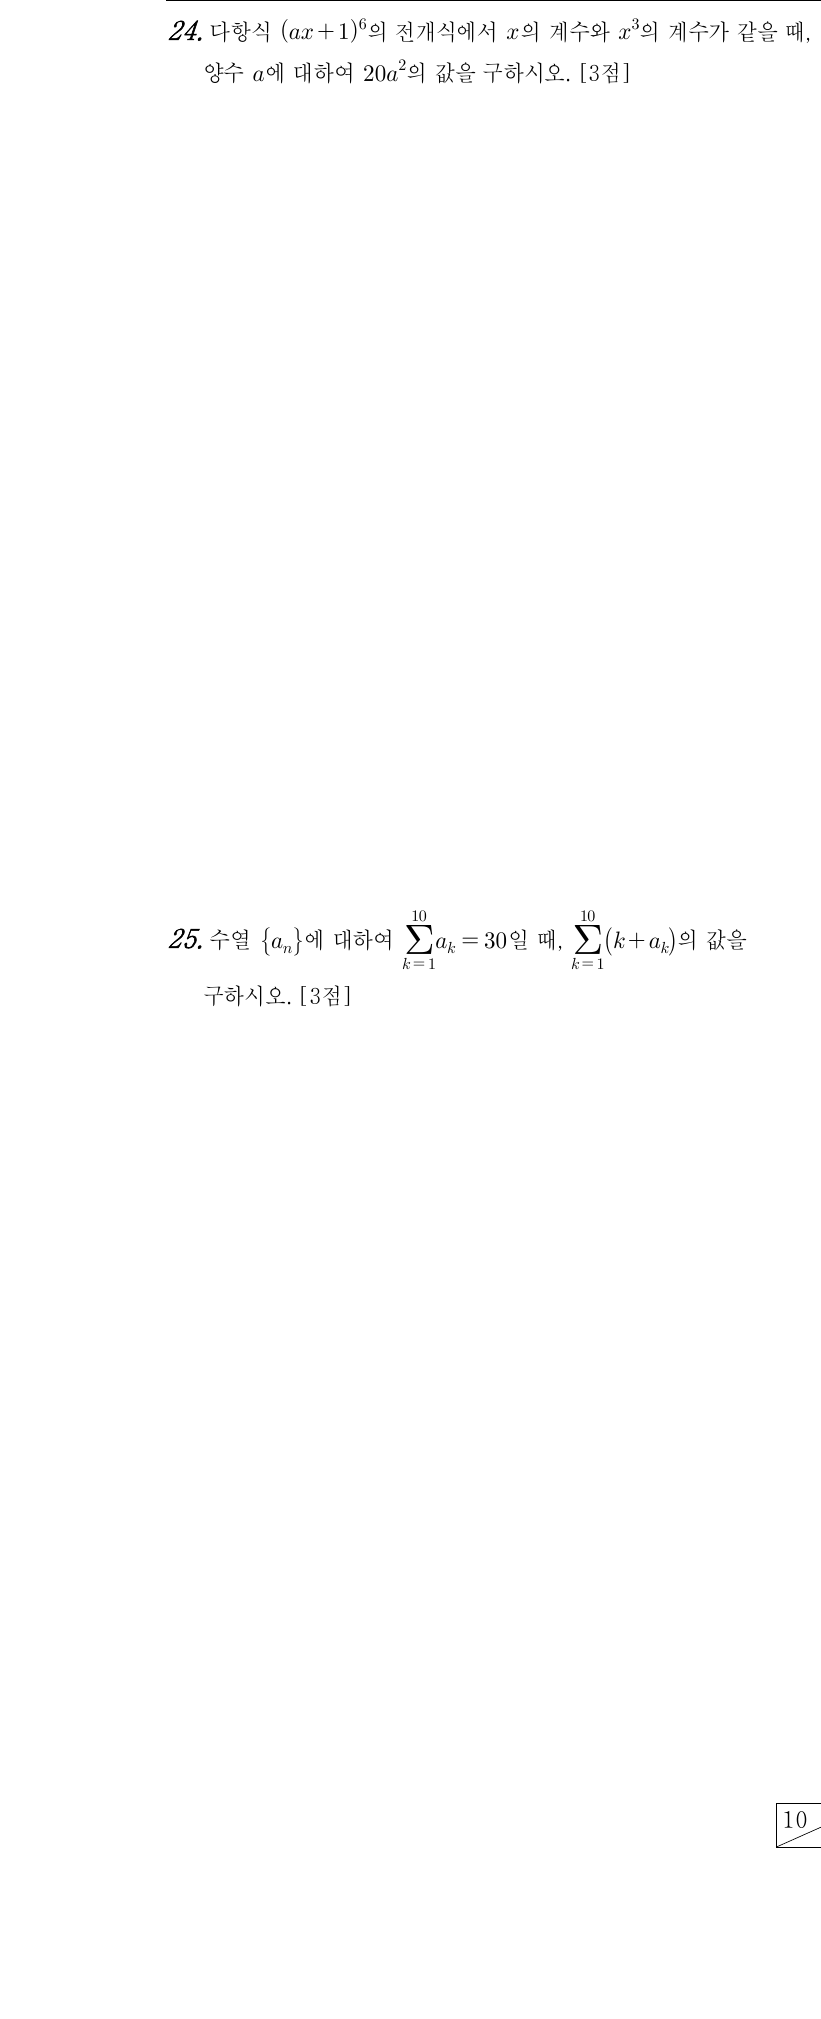 24. 다항식 (ax+1)⁶의 전개식에서 x의 계수와 x³의 계수가 같을 때,
양수 a에 대하여 20a²의 값을 구하시오. [3점]
25. 수열 {aₙ}에 대하여 ∑_{k=1}^{10} aₖ = 30일 때, ∑_{k=1}^{10} (k+aₖ)의 값을
구하시오. [3점]
10